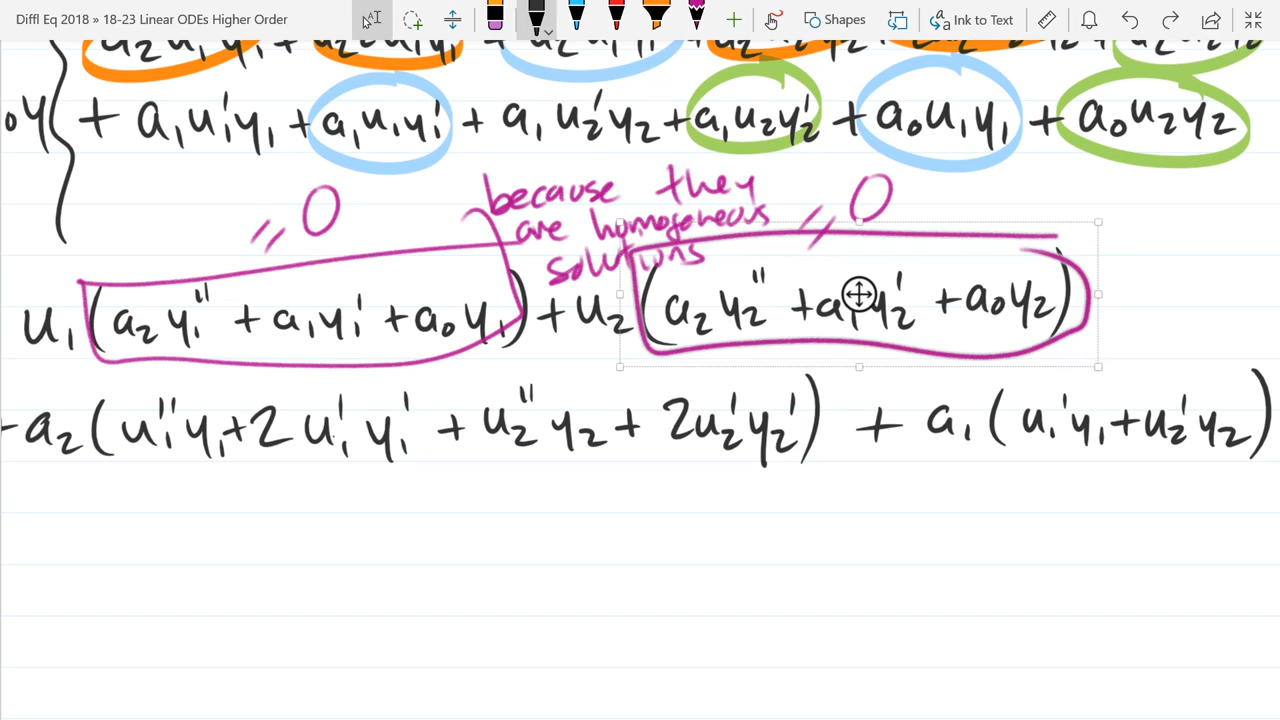 Diffl Eq 2018 » 18-23 Linear ODEs Higher Order
Shapes
Ink to Text
+ a₁u₁'y₁ + a₁u₁y₁' + a₁u₂'y₂ + a₁u₂y₂' + a₀u₁y₁ + a₀u₂y₂
= 0 because they = 0
are homogeneous
solutions
u₁(a₂y₁'' + a₁y₁' + a₀y₁) + u₂(a₂y₂'' + a₁y₂' + a₀y₂)
a₂(u₁''y₁ + 2u₁'y₁' + u₂''y₂ + 2u₂'y₂') + a₁(u₁'y₁ + u₂'y₂)